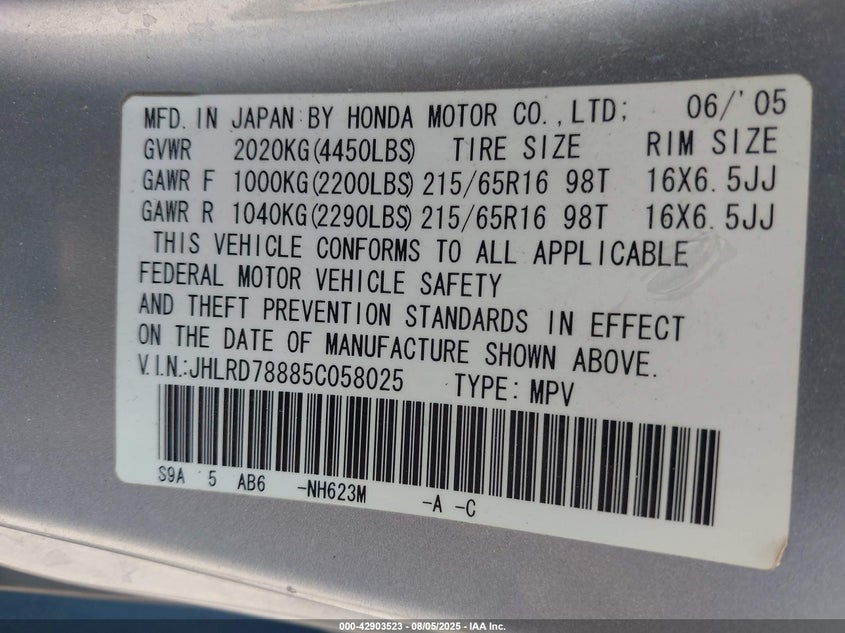 MFD. IN JAPAN BY HONDA MOTOR CO.,LTD; 06/'05
GVWR 2020KG(4450LBS) TIRE SIZE RIM SIZE
GAWR F 1000KG(2200LBS) 215/65R16 98T 16X6.5JJ
GAWR R 1040KG(2290LBS) 215/65R16 98T 16X6.5JJ
THIS VEHICLE CONFORMS TO ALL APPLICABLE
FEDERAL MOTOR VEHICLE SAFETY
AND THEFT PREVENTION STANDARDS IN EFFECT
ON THE DATE OF MANUFACTURE SHOWN ABOVE.
V.I.N.:JHLRD78885C058025 TYPE: MPV
S9A 5 AB6 -NH623M -A -C
000-42903523 - 08/05/2025 - IAA Inc.